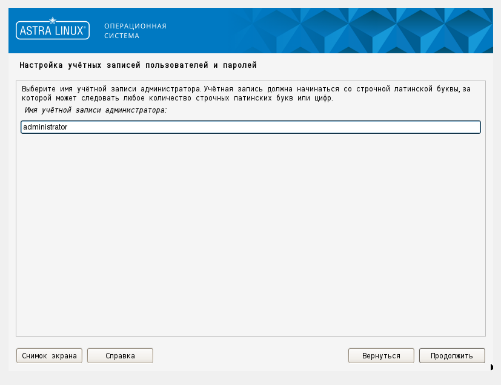 ASTRA LINUX®
ОПЕРАЦИОННАЯ
СИСТЕМА
Настройка учётных записей пользователей и паролей
Выберите имя учётной записи администратора. Учётная запись должна начинаться со строчной латинской буквы, за
которой может следовать любое количество строчных латинских букв или цифр.
Имя учётной записи администратора:
administrator
Снимок экрана
Справка
Вернуться
Продолжить